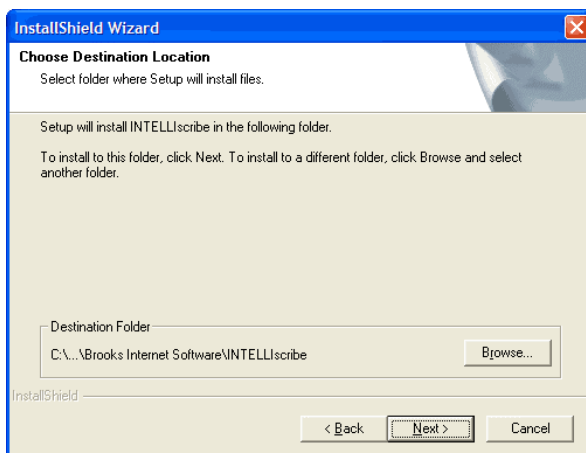 InstallShield Wizard
Choose Destination Location
Select folder where Setup will install files.
Setup will install INTELLIscribe in the following folder.
To install to this folder, click Next. To install to a different folder, click Browse and select
another folder.
Destination Folder
C:\...\Brooks Internet Software\INTELLIscribe
Browse...
InstallShield
< Back
Next >
Cancel